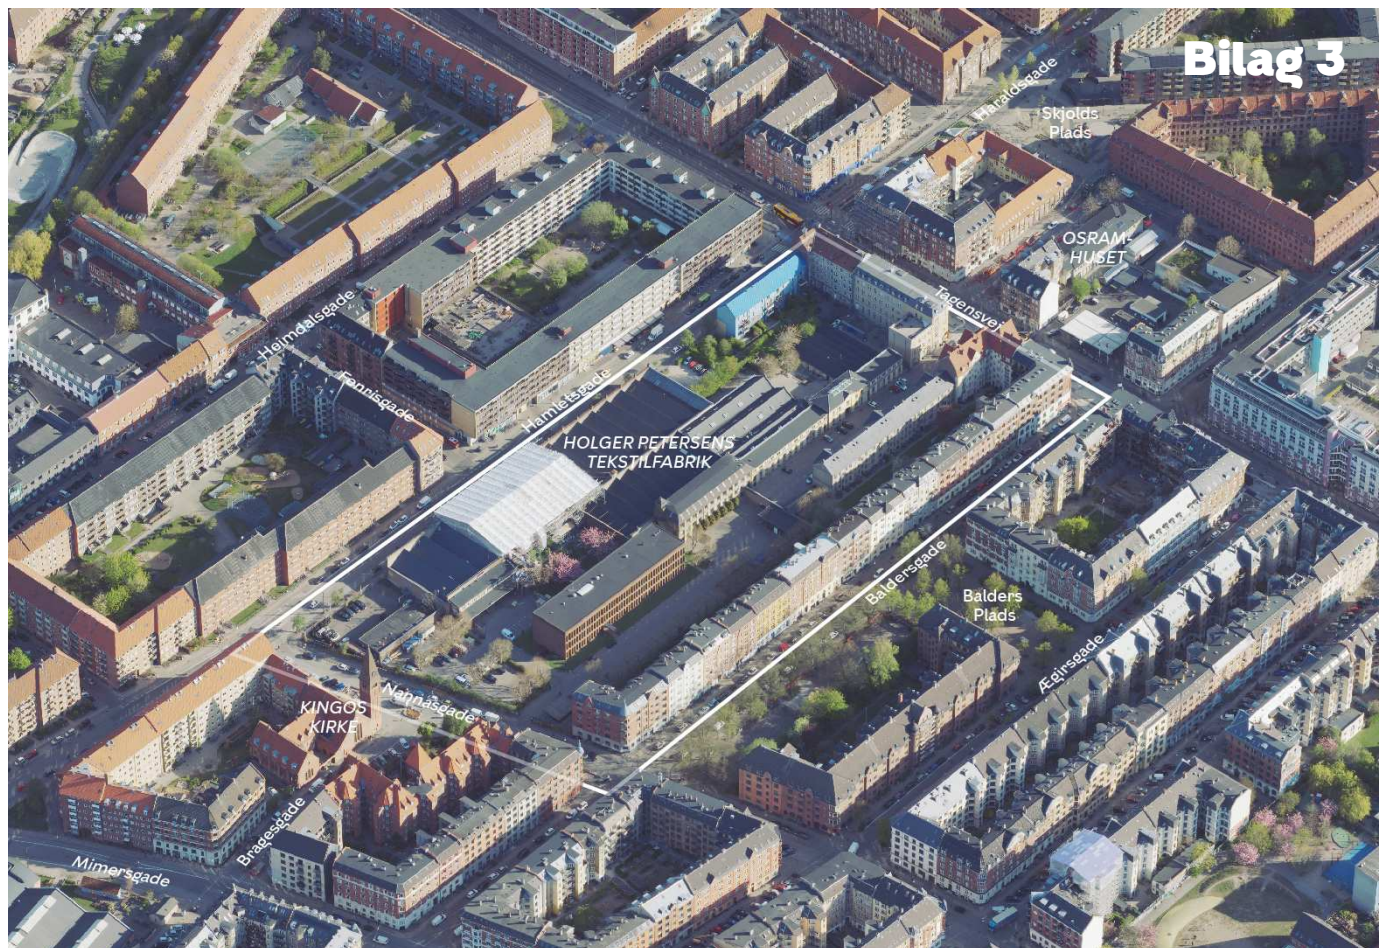 Bilag 3
Haraldsgade
Skjolds
Plads
OSRAM-
HUSET
Tagensvej
Heimdalsgade
Fønnisgade
Hamletsgade
HOLGER PETERSENS
TEKSTILFABRIK
Baldersgade
Balders
Plads
Ægirsgade
KINGOS
KIRKE
Nannasgade
Bragesgade
Mimersgade